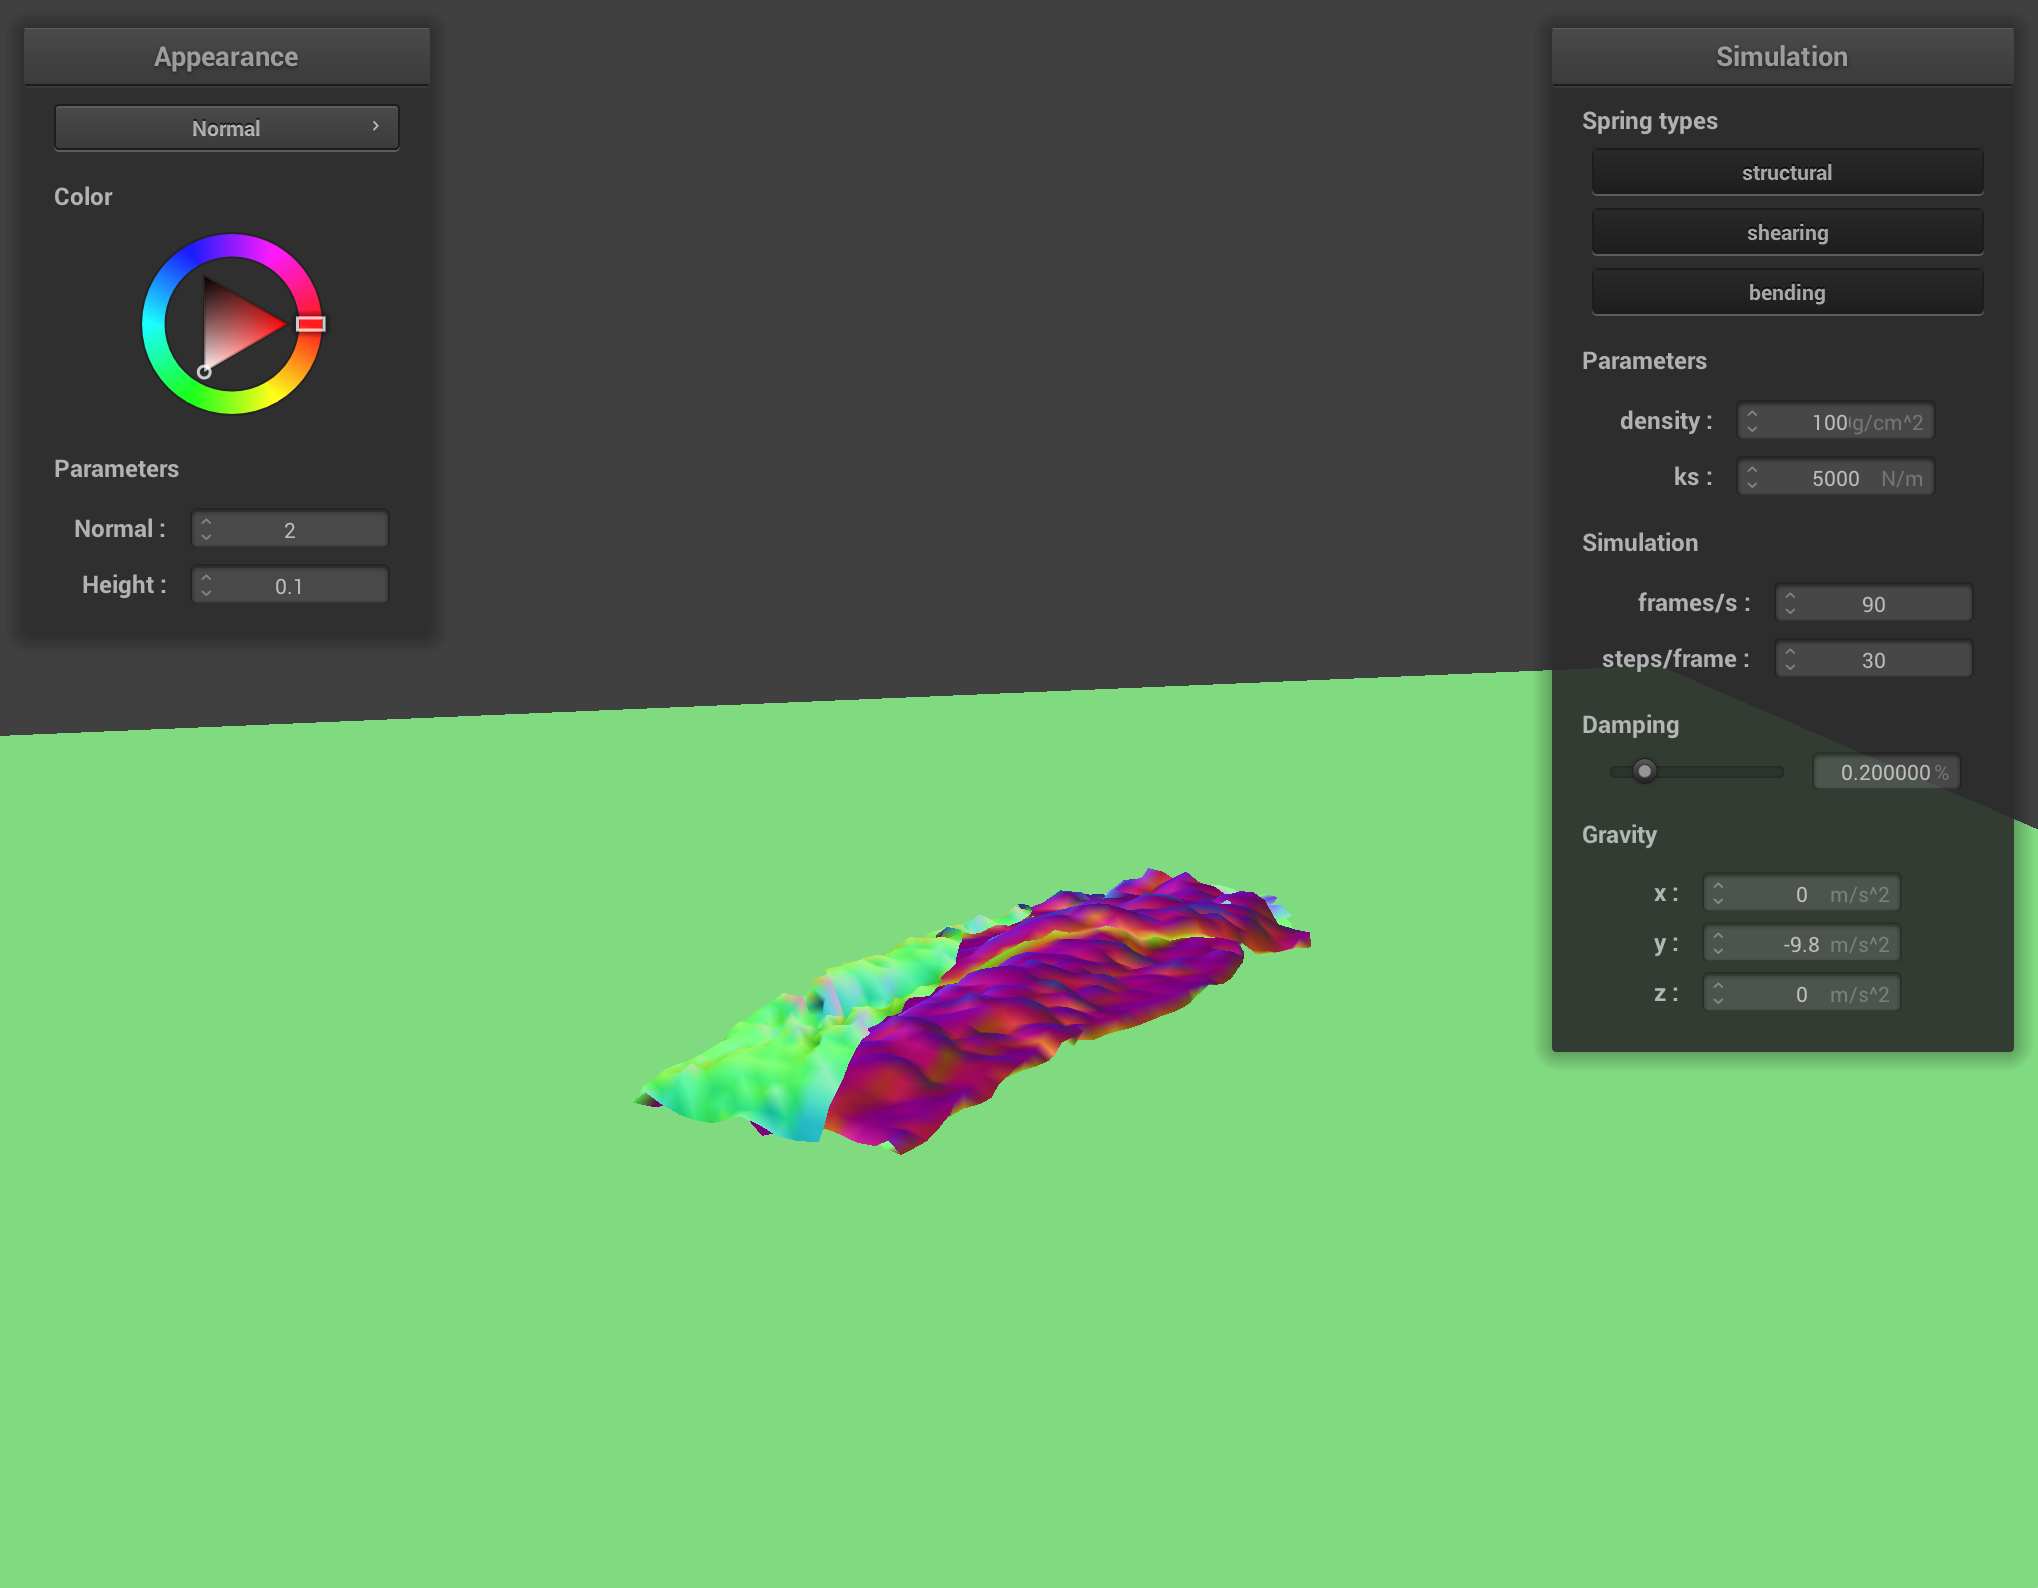 Appearance
Normal
Color
Parameters
Normal : 2
Height : 0.1
Simulation
Spring types
structural
shearing
bending
Parameters
density : 100 g/cm^2
ks : 5000 N/m
Simulation
frames/s : 90
steps/frame : 30
Damping
0.200000 %
Gravity
x : 0 m/s^2
y : -9.8 m/s^2
z : 0 m/s^2